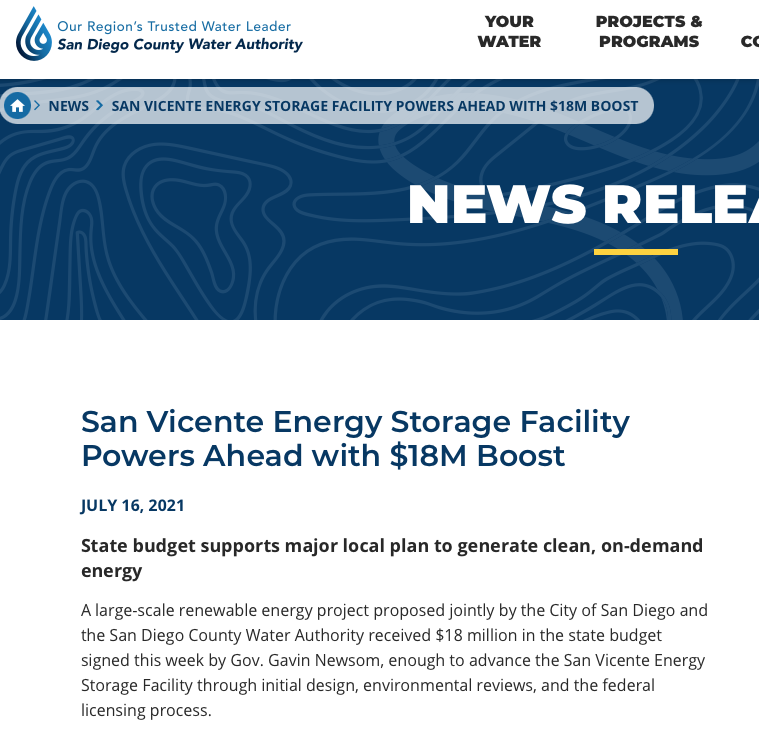 Our Region's Trusted Water Leader
San Diego County Water Authority
YOUR
WATER
PROJECTS &
PROGRAMS
NEWS
SAN VICENTE ENERGY STORAGE FACILITY POWERS AHEAD WITH $18M BOOST
NEWS
San Vicente Energy Storage Facility
Powers Ahead with $18M Boost
JULY 16, 2021
State budget supports major local plan to generate clean, on-demand
energy
A large-scale renewable energy project proposed jointly by the City of San Diego and
the San Diego County Water Authority received $18 million in the state budget
signed this week by Gov. Gavin Newsom, enough to advance the San Vicente Energy
Storage Facility through initial design, environmental reviews, and the federal
licensing process.